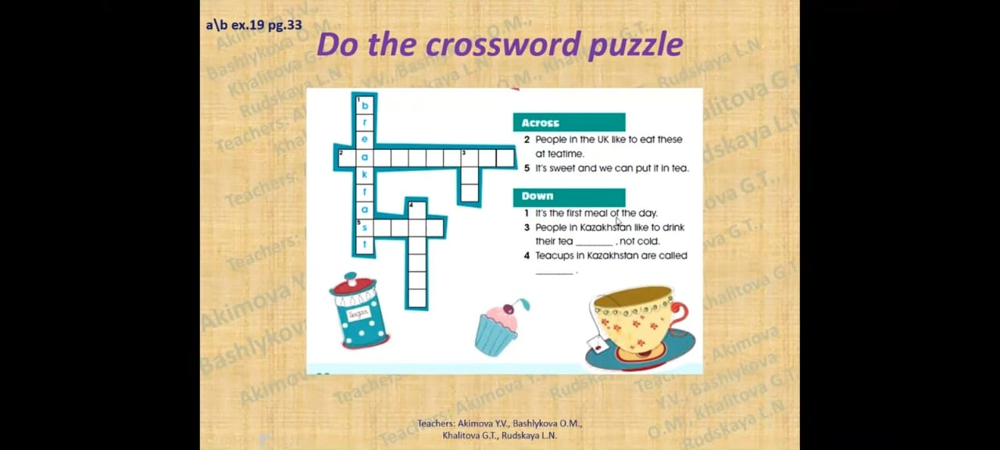 a\b ex.19 pg.33
Do the crossword puzzle
1
b
r
e
2
a
3
k
f
a
4
5
s
t
Across
2 People in the UK like to eat these
at teatime.
5 It's sweet and we can put it in tea.
Down
1 It's the first meal of the day.
3 People in Kazakhstan like to drink
their tea _______ , not cold.
4 Teacups in Kazakhstan are called
_______ .
Sugar
Teachers: Akimova Y.V., Bashlykova O.M.,
Khalitova G.T., Rudskaya L.N.